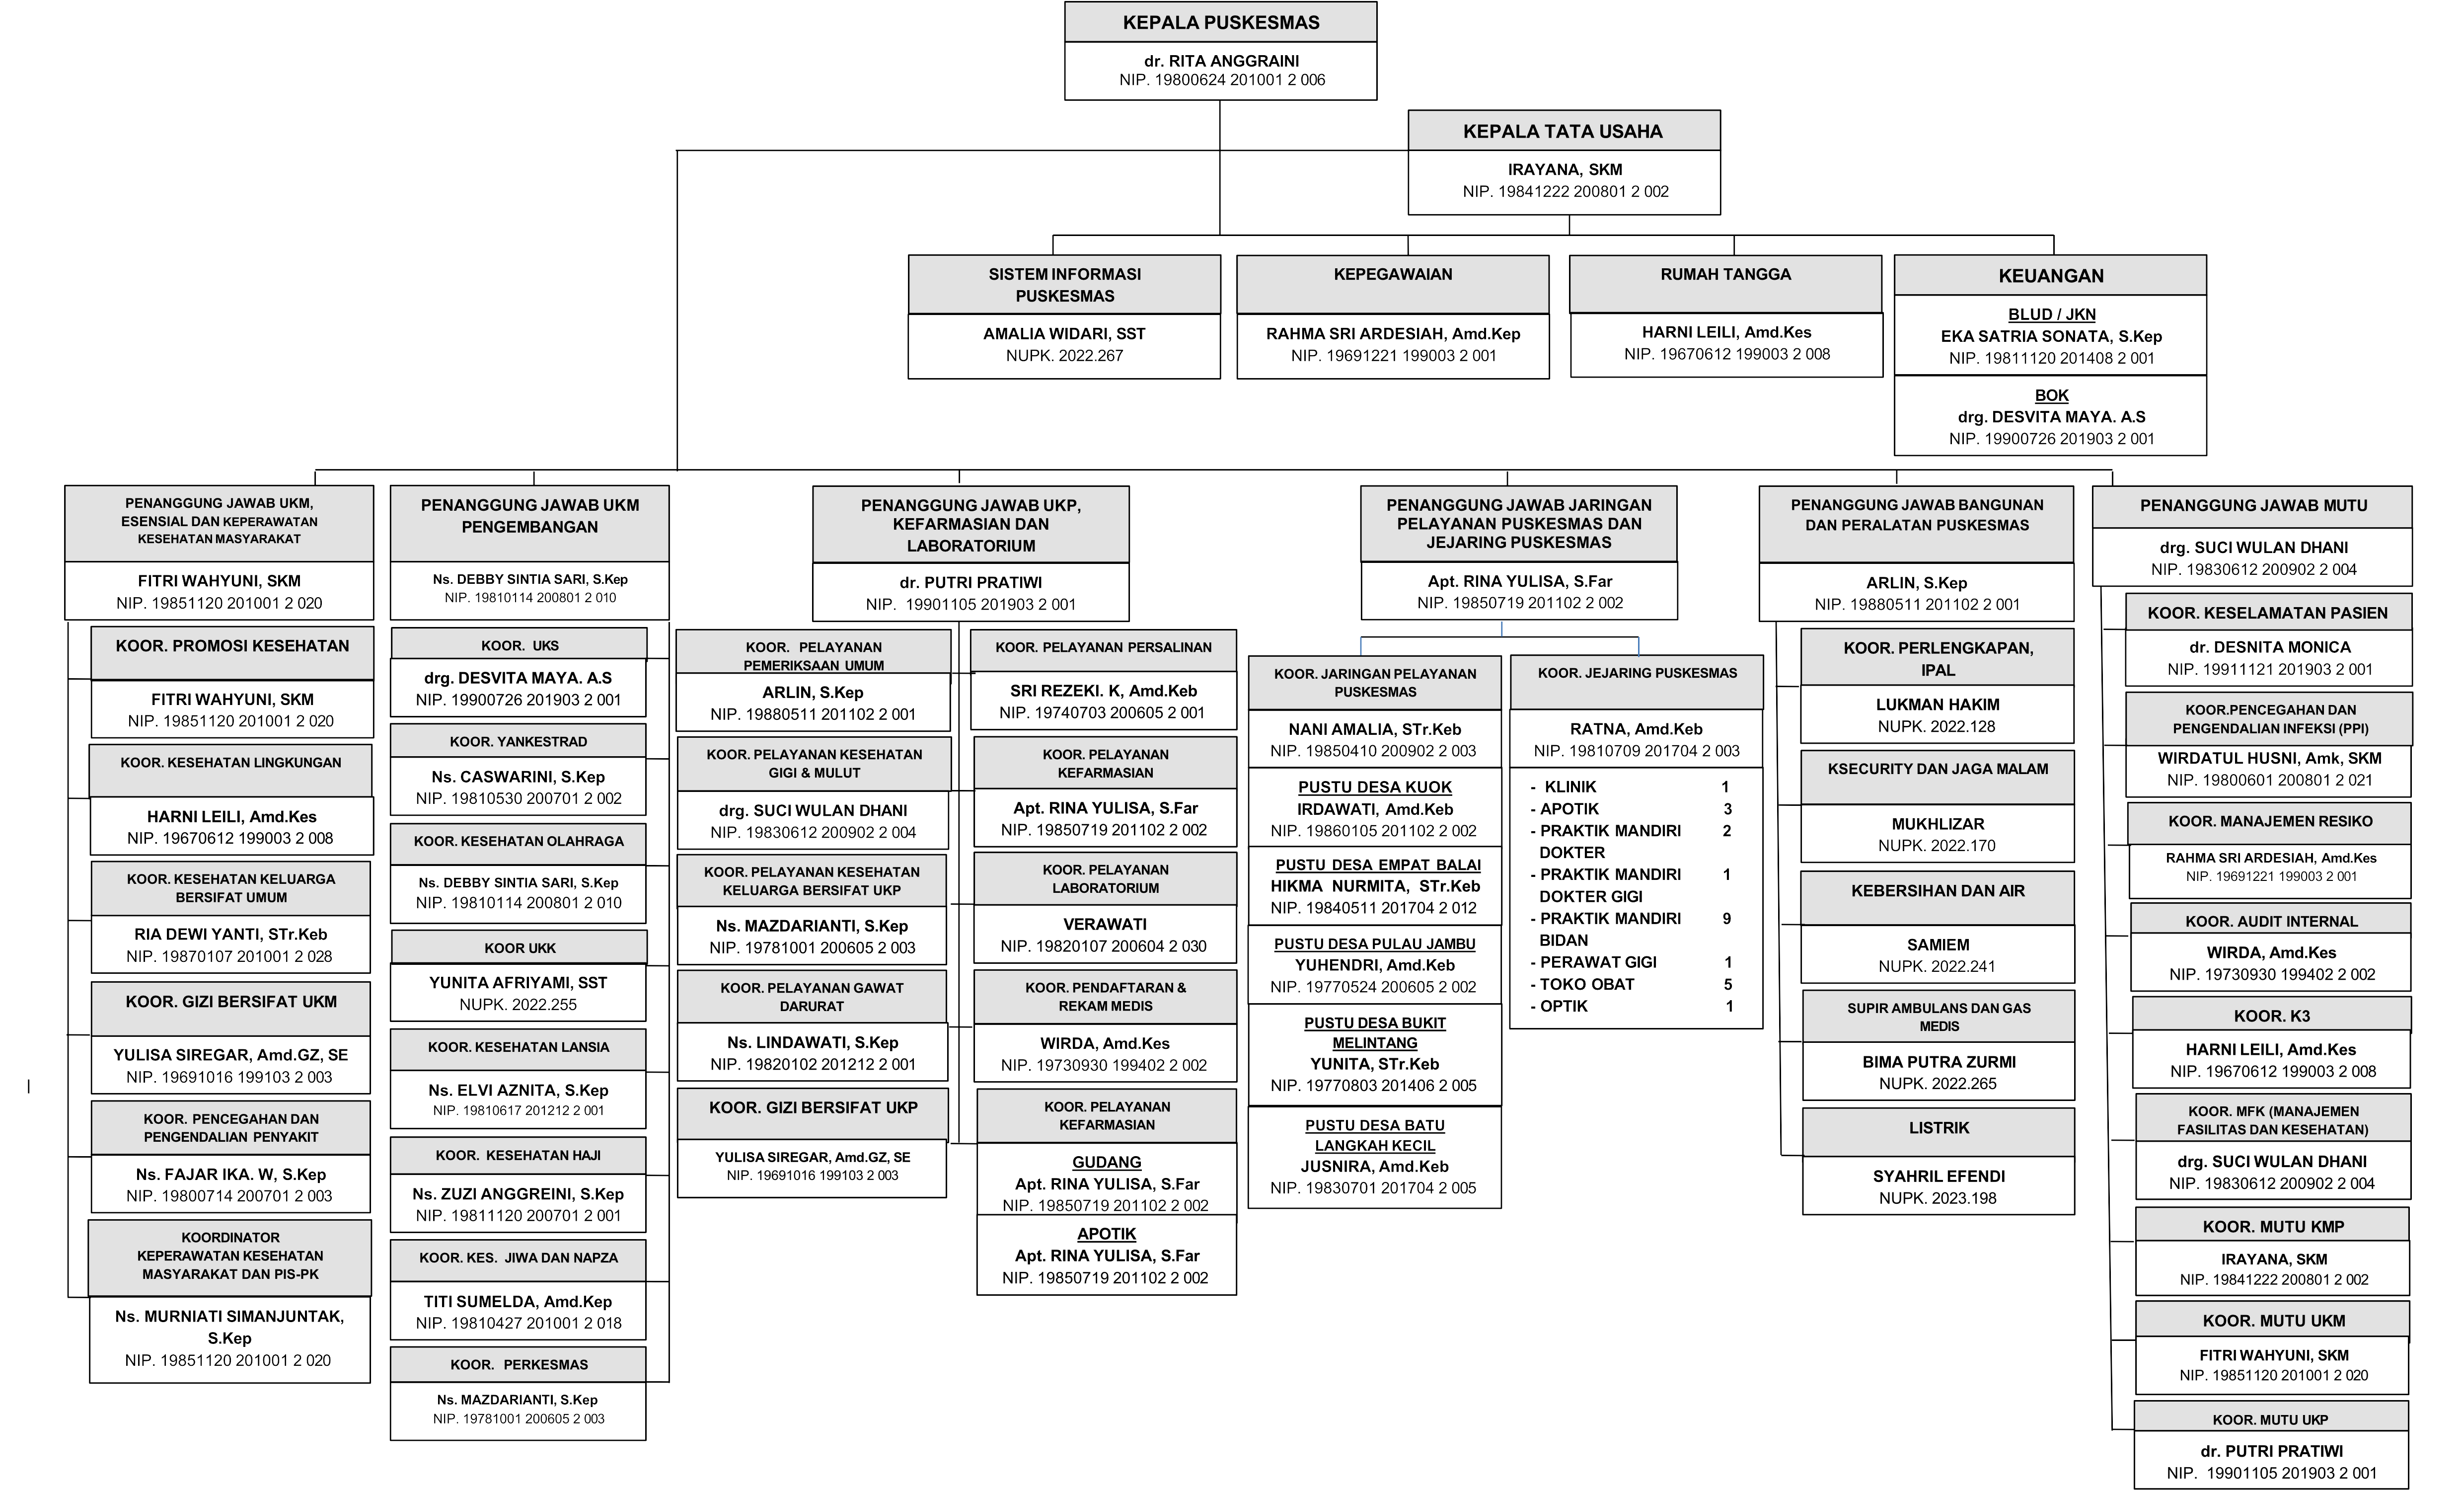 KEPALA PUSKESMAS
dr. RITA ANGGRAINI
NIP. 19800624 201001 2 006
KEPALA TATA USAHA
IRAYANA, SKM
NIP. 19841222 200801 2 002
SISTEM INFORMASI
PUSKESMAS
AMALIA WIDARI, SST
NUPK. 2022.267
KEPEGAWAIAN
RAHMA SRI ARDESIAH, Amd.Kep
NIP. 19691221 199003 2 001
RUMAH TANGGA
HARNI LEILI, Amd.Kes
NIP. 19670612 199003 2 008
KEUANGAN
BLUD / JKN
EKA SATRIA SONATA, S.Kep
NIP. 19811120 201408 2 001
BOK
drg. DESVITA MAYA. A.S
NIP. 19900726 201903 2 001
PENANGGUNG JAWAB UKM,
ESENSIAL DAN KEPERAWATAN
KESEHATAN MASYARAKAT
FITRI WAHYUNI, SKM
NIP. 19851120 201001 2 020
KOOR. PROMOSI KESEHATAN
FITRI WAHYUNI, SKM
NIP. 19851120 201001 2 020
KOOR. KESEHATAN LINGKUNGAN
HARNI LEILI, Amd.Kes
NIP. 19670612 199003 2 008
KOOR. KESEHATAN KELUARGA
BERSIFAT UMUM
RIA DEWI YANTI, STr.Keb
NIP. 19870107 201001 2 028
KOOR. GIZI BERSIFAT UKM
YULISA SIREGAR, Amd.GZ, SE
NIP. 19691016 199103 2 003
KOOR. PENCEGAHAN DAN
PENGENDALIAN PENYAKIT
Ns. FAJAR IKA. W, S.Kep
NIP. 19800714 200701 2 003
KOORDINATOR
KEPERAWATAN KESEHATAN
MASYARAKAT DAN PIS-PK
Ns. MURNIATI SIMANJUNTAK,
S.Kep
NIP. 19851120 201001 2 020
PENANGGUNG JAWAB UKM
PENGEMBANGAN
Ns. DEBBY SINTIA SARI, S.Kep
NIP. 19810114 200801 2 010
KOOR. UKS
drg. DESVITA MAYA. A.S
NIP. 19900726 201903 2 001
KOOR. YANKESTRAD
Ns. CASWARINI, S.Kep
NIP. 19810530 200701 2 002
KOOR. KESEHATAN OLAHRAGA
Ns. DEBBY SINTIA SARI, S.Kep
NIP. 19810114 200801 2 010
KOOR UKK
YUNITA AFRIYAMI, SST
NUPK. 2022.255
KOOR. KESEHATAN LANSIA
Ns. ELVI AZNITA, S.Kep
NIP. 19810617 201212 2 001
KOOR. KESEHATAN HAJI
Ns. ZUZI ANGGREINI, S.Kep
NIP. 19811120 200701 2 001
KOOR. KES. JIWA DAN NAPZA
TITI SUMELDA, Amd.Kep
NIP. 19810427 201001 2 018
KOOR. PERKESMAS
Ns. MAZDARIANTI, S.Kep
NIP. 19781001 200605 2 003
PENANGGUNG JAWAB UKP,
KEFARMASIAN DAN
LABORATORIUM
dr. PUTRI PRATIWI
NIP. 19901105 201903 2 001
KOOR. PELAYANAN
PEMERIKSAAN UMUM
ARLIN, S.Kep
NIP. 19880511 201102 2 001
KOOR. PELAYANAN KESEHATAN
GIGI & MULUT
drg. SUCI WULAN DHANI
NIP. 19830612 200902 2 004
KOOR. PELAYANAN KESEHATAN
KELUARGA BERSIFAT UKP
Ns. MAZDARIANTI, S.Kep
NIP. 19781001 200605 2 003
KOOR. PELAYANAN GAWAT
DARURAT
Ns. LINDAWATI, S.Kep
NIP. 19820102 201212 2 001
KOOR. GIZI BERSIFAT UKP
YULISA SIREGAR, Amd.GZ, SE
NIP. 19691016 199103 2 003
KOOR. PELAYANAN PERSALINAN
SRI REZEKI. K, Amd.Keb
NIP. 19740703 200605 2 001
KOOR. PELAYANAN
KEFARMASIAN
Apt. RINA YULISA, S.Far
NIP. 19850719 201102 2 002
KOOR. PELAYANAN
LABORATORIUM
VERAWATI
NIP. 19820107 200604 2 030
KOOR. PENDAFTARAN &
REKAM MEDIS
WIRDA, Amd.Kes
NIP. 19730930 199402 2 002
KOOR. PELAYANAN
KEFARMASIAN
GUDANG
Apt. RINA YULISA, S.Far
NIP. 19850719 201102 2 002
APOTIK
Apt. RINA YULISA, S.Far
NIP. 19850719 201102 2 002
PENANGGUNG JAWAB JARINGAN
PELAYANAN PUSKESMAS DAN
JEJARING PUSKESMAS
Apt. RINA YULISA, S.Far
NIP. 19850719 201102 2 002
KOOR. JARINGAN PELAYANAN
PUSKESMAS
NANI AMALIA, STr.Keb
NIP. 19850410 200902 2 003
PUSTU DESA KUOK
IRDAWATI, Amd.Keb
NIP. 19860105 201102 2 002
PUSTU DESA EMPAT BALAI
HIKMA NURMITA, STr.Keb
NIP. 19840511 201704 2 012
PUSTU DESA PULAU JAMBU
YUHENDRI, Amd.Keb
NIP. 19770524 200605 2 002
PUSTU DESA BUKIT
MELINTANG
YUNITA, STr.Keb
NIP. 19770803 201406 2 005
PUSTU DESA BATU
LANGKAH KECIL
JUSNIRA, Amd.Keb
NIP. 19830701 201704 2 005
KOOR. JEJARING PUSKESMAS
RATNA, Amd.Keb
NIP. 19810709 201704 2 003
- KLINIK 1
- APOTIK 3
- PRAKTIK MANDIRI 2
DOKTER
- PRAKTIK MANDIRI 1
DOKTER GIGI
- PRAKTIK MANDIRI 9
BIDAN
- PERAWAT GIGI 1
- TOKO OBAT 5
- OPTIK 1
PENANGGUNG JAWAB BANGUNAN
DAN PERALATAN PUSKESMAS
ARLIN, S.Kep
NIP. 19880511 201102 2 001
KOOR. PERLENGKAPAN,
IPAL
LUKMAN HAKIM
NUPK. 2022.128
KSECURITY DAN JAGA MALAM
MUKHLIZAR
NUPK. 2022.170
KEBERSIHAN DAN AIR
SAMIEM
NUPK. 2022.241
SUPIR AMBULANS DAN GAS
MEDIS
BIMA PUTRA ZURMI
NUPK. 2022.265
LISTRIK
SYAHRIL EFENDI
NUPK. 2023.198
PENANGGUNG JAWAB MUTU
drg. SUCI WULAN DHANI
NIP. 19830612 200902 2 004
KOOR. KESELAMATAN PASIEN
dr. DESNITA MONICA
NIP. 19911121 201903 2 001
KOOR.PENCEGAHAN DAN
PENGENDALIAN INFEKSI (PPI)
WIRDATUL HUSNI, Amk, SKM
NIP. 19800601 200801 2 021
KOOR. MANAJEMEN RESIKO
RAHMA SRI ARDESIAH, Amd.Kes
NIP. 19691221 199003 2 001
KOOR. AUDIT INTERNAL
WIRDA, Amd.Kes
NIP. 19730930 199402 2 002
KOOR. K3
HARNI LEILI, Amd.Kes
NIP. 19670612 199003 2 008
KOOR. MFK (MANAJEMEN
FASILITAS DAN KESEHATAN)
drg. SUCI WULAN DHANI
NIP. 19830612 200902 2 004
KOOR. MUTU KMP
IRAYANA, SKM
NIP. 19841222 200801 2 002
KOOR. MUTU UKM
FITRI WAHYUNI, SKM
NIP. 19851120 201001 2 020
KOOR. MUTU UKP
dr. PUTRI PRATIWI
NIP. 19901105 201903 2 001